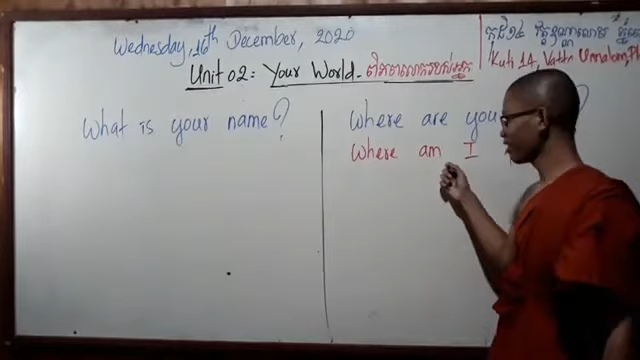 Wednesday, 16th December, 2020
Unit 02: Your World. ពិភពលោករបស់អ្នក
Kuti 14, Vatta Unnalom, Ph
What is your name?
Where are you ?
Where am I